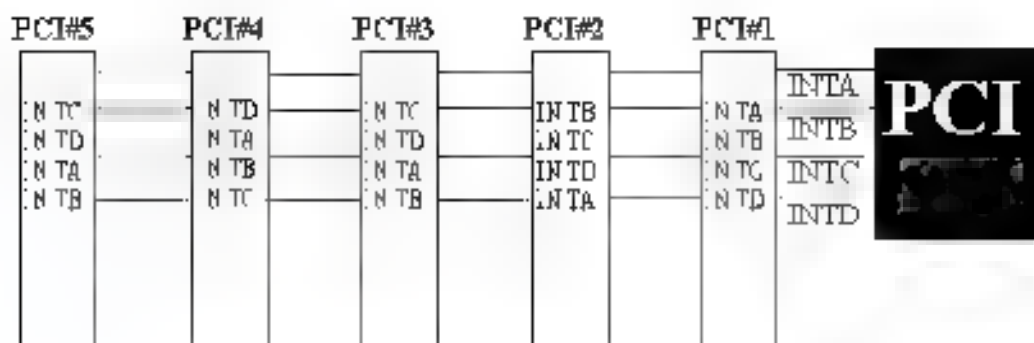 PCI#5 PCI#4 PCI#3 PCI#2 PCI#1
INTC
INTD
INTA
INTB
INTD
INTA
INTB
INTC
INTC
INTD
INTA
INTB
INTB
INTC
INTD
INTA
INTA
INTB
INTC
INTD
INTA
INTB
INTC
INTD
PCI